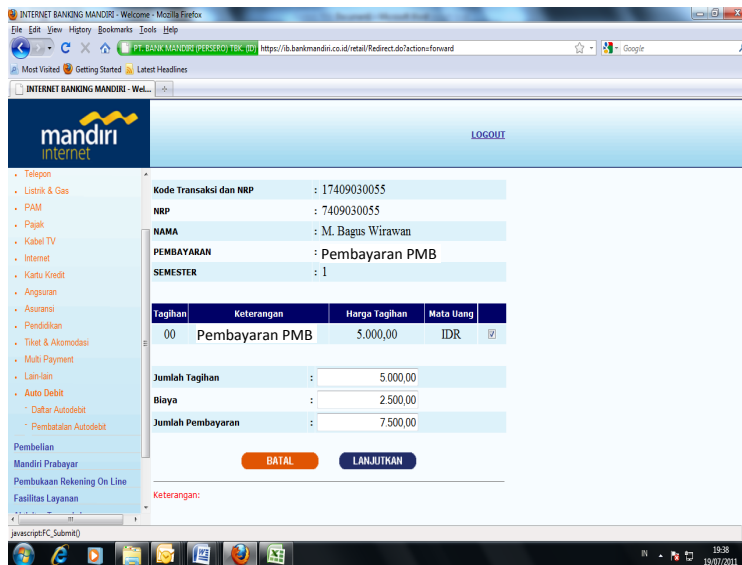 INTERNET BANKING MANDIRI - Welcome - Mozilla Firefox
File Edit View History Bookmarks Tools Help
PT. BANK MANDIRI (PERSERO) TBK. (ID) https://ib.bankmandiri.co.id/retail/Redirect.do?action=forward
Google
Most Visited Getting Started Latest Headlines
INTERNET BANKING MANDIRI - Wel...
mandiri
internet
LOGOUT
Telepon
Listrik & Gas
PAM
Pajak
Kabel TV
Internet
Kartu Kredit
Angsuran
Asuransi
Pendidikan
Tiket & Akomodasi
Multi Payment
Lain-lain
Auto Debit
Daftar Autodebit
Pembatalan Autodebit
Pembelian
Mandiri Prabayar
Pembukaan Rekening On Line
Fasilitas Layanan
Kode Transaksi dan NRP : 17409030055
NRP : 7409030055
NAMA : M. Bagus Wirawan
PEMBAYARAN : Pembayaran PMB
SEMESTER : 1
Tagihan Keterangan Harga Tagihan Mata Uang
00 Pembayaran PMB 5.000,00 IDR
Jumlah Tagihan : 5.000,00
Biaya : 2.500,00
Jumlah Pembayaran : 7.500,00
BATAL LANJUTKAN
Keterangan:
javascript:FC_Submit()
IN
19:38
19/07/2011